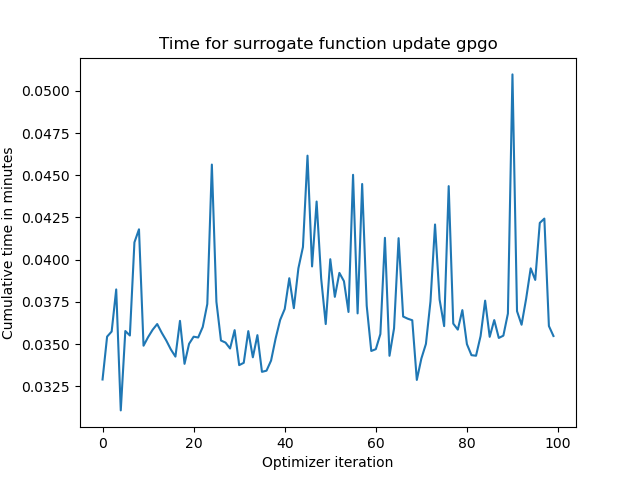 Time for surrogate function update gpgo
Cumulative time in minutes
0.0500
0.0475
0.0450
0.0425
0.0400
0.0375
0.0350
0.0325
0 20 40 60 80 100
Optimizer iteration